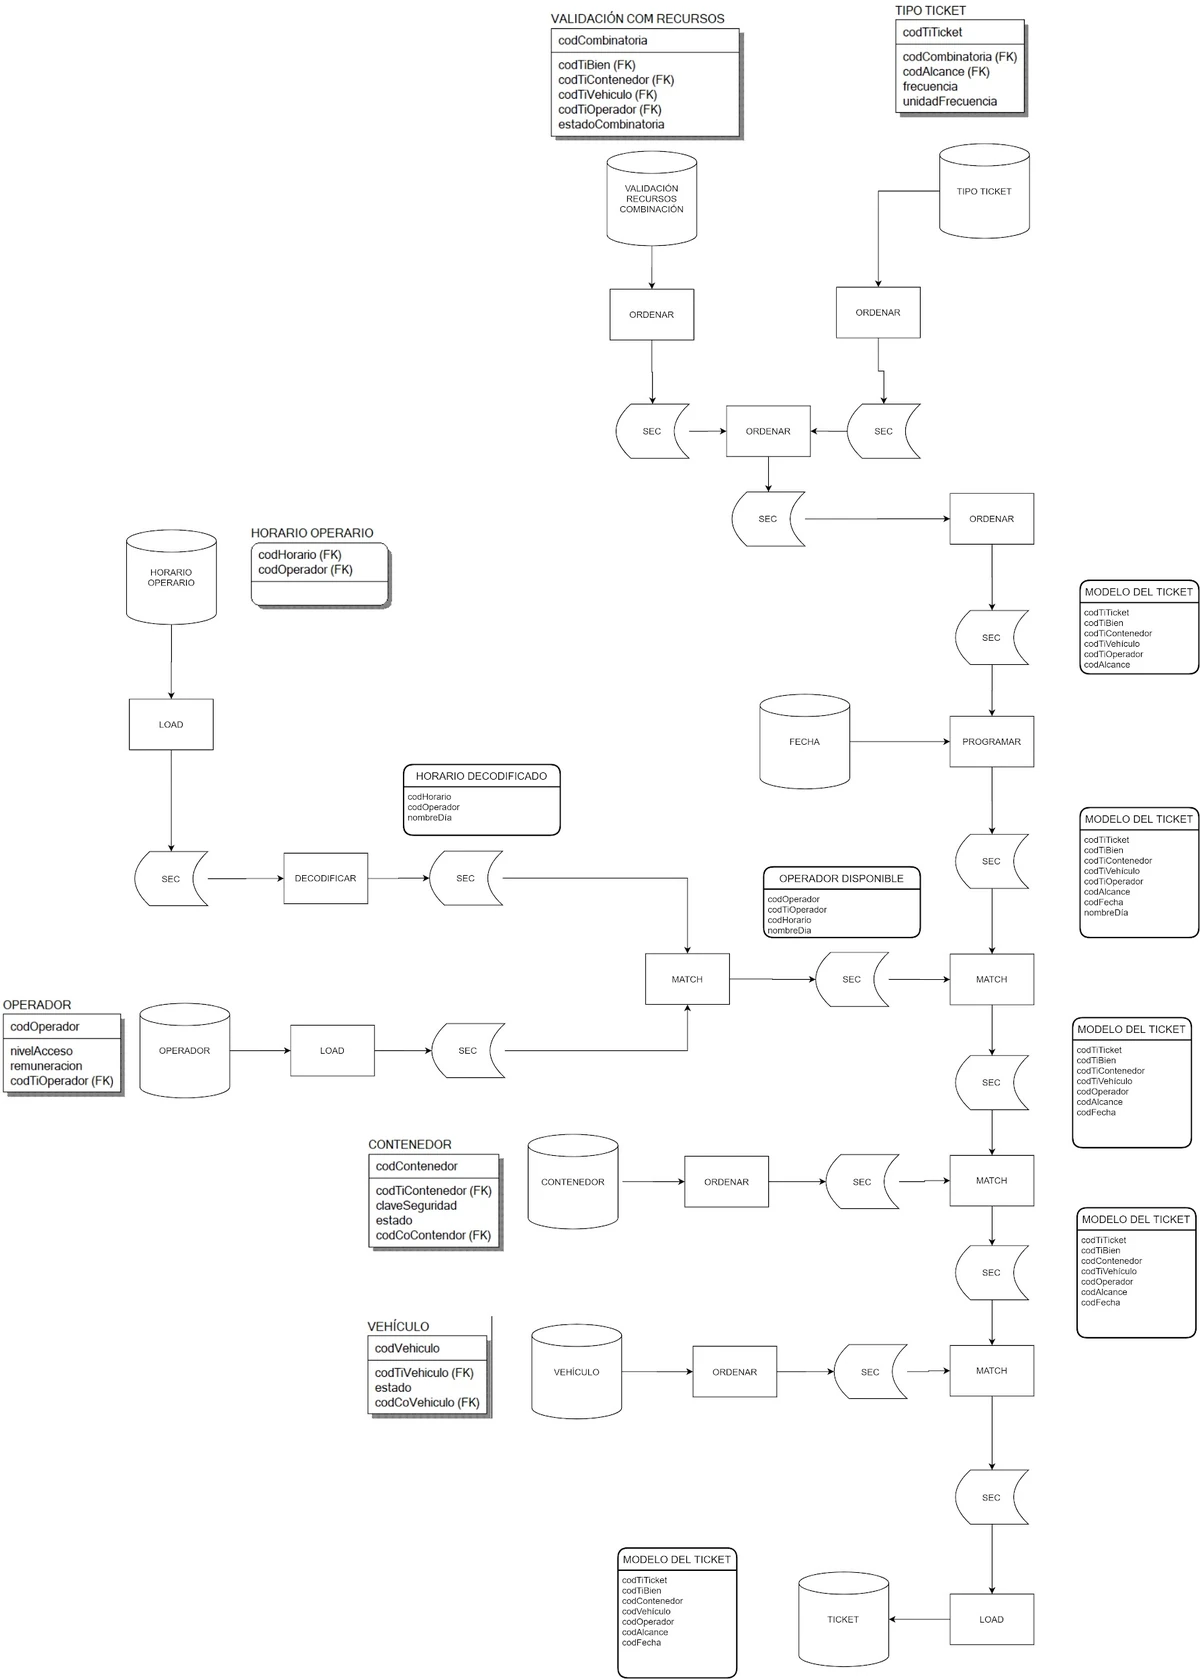 VALIDACIÓN COM RECURSOS
codCombinatoria
codTiBien (FK)
codTiContenedor (FK)
codTiVehiculo (FK)
codTiOperador (FK)
estadoCombinatoria
TIPO TICKET
codTiTicket
codCombinatoria (FK)
codAlcance (FK)
frecuencia
unidadFrecuencia
VALIDACIÓN
RECURSOS
COMBINACIÓN
TIPO TICKET
ORDENAR
ORDENAR
SEC
ORDENAR
SEC
SEC
ORDENAR
HORARIO
OPERARIO
HORARIO OPERARIO
codHorario (FK)
codOperador (FK)
SEC
MODELO DEL TICKET
codTiTicket
codTiBien
codTiContenedor
codTiVehículo
codTiOperador
codAlcance
LOAD
FECHA
PROGRAMAR
HORARIO DECODIFICADO
codHorario
codOperador
nombreDía
MODELO DEL TICKET
codTiTicket
codTiBien
codTiContenedor
codTiVehículo
codTiOperador
codAlcance
codFecha
nombreDía
SEC
DECODIFICAR
SEC
SEC
OPERADOR DISPONIBLE
codOperador
codTiOperador
codHorario
nombreDia
MATCH
SEC
MATCH
OPERADOR
codOperador
nivelAcceso
remuneracion
codTiOperador (FK)
OPERADOR
LOAD
SEC
SEC
MODELO DEL TICKET
codTiTicket
codTiBien
codTiContenedor
codTiVehículo
codOperador
codAlcance
codFecha
CONTENEDOR
codContenedor
codTiContenedor (FK)
claveSeguridad
estado
codCoContendor (FK)
CONTENEDOR
ORDENAR
SEC
MATCH
SEC
MODELO DEL TICKET
codTiTicket
codTiBien
codContenedor
codTiVehículo
codOperador
codAlcance
codFecha
VEHÍCULO
codVehiculo
codTiVehiculo (FK)
estado
codCoVehiculo (FK)
VEHÍCULO
ORDENAR
SEC
MATCH
SEC
MODELO DEL TICKET
codTiTicket
codTiBien
codContenedor
codVehículo
codOperador
codAlcance
codFecha
TICKET
LOAD